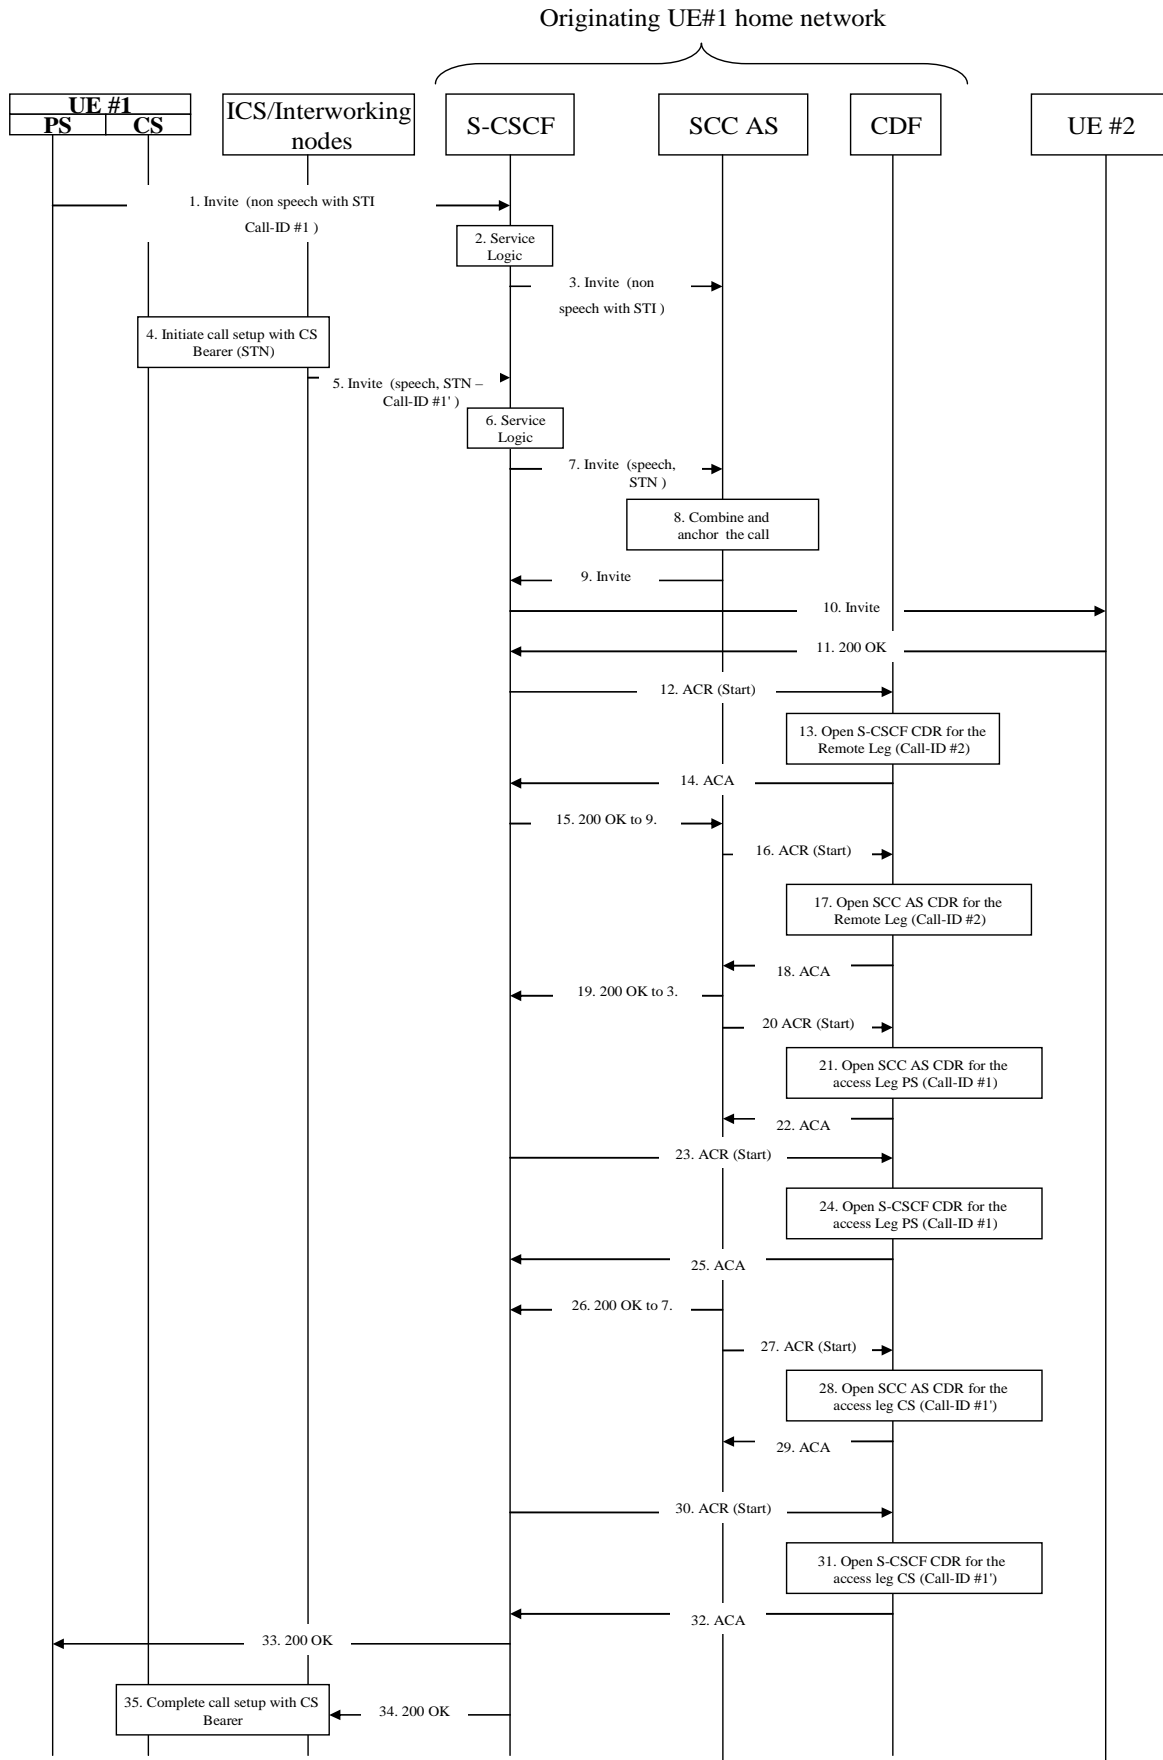 Originating UE#1 home network
UE #1
PS
CS
ICS/Interworking
nodes
S-CSCF
SCC AS
CDF
UE #2
1. Invite (non speech with STI
Call-ID #1 )
2. Service
Logic
3. Invite (non
speech with STI )
4. Initiate call setup with CS
Bearer (STN)
5. Invite (speech, STN –
Call-ID #1' )
6. Service
Logic
7. Invite (speech,
STN )
8. Combine and
anchor the call
9. Invite
10. Invite
11. 200 OK
12. ACR (Start)
13. Open S-CSCF CDR for the
Remote Leg (Call-ID #2)
14. ACA
15. 200 OK to 9.
16. ACR (Start)
17. Open SCC AS CDR for the
Remote Leg (Call-ID #2)
18. ACA
19. 200 OK to 3.
20 ACR (Start)
21. Open SCC AS CDR for the
access Leg PS (Call-ID #1)
22. ACA
23. ACR (Start)
24. Open S-CSCF CDR for the
access Leg PS (Call-ID #1)
25. ACA
26. 200 OK to 7.
27. ACR (Start)
28. Open SCC AS CDR for the
access leg CS (Call-ID #1')
29. ACA
30. ACR (Start)
31. Open S-CSCF CDR for the
access leg CS (Call-ID #1')
32. ACA
33. 200 OK
34. 200 OK
35. Complete call setup with CS
Bearer